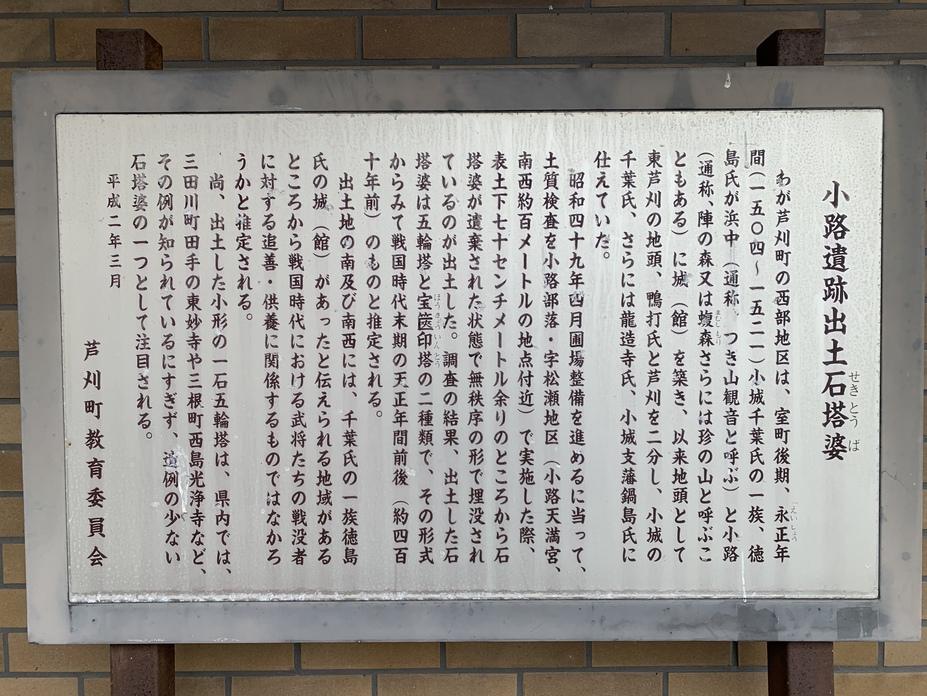 小路遺跡出土石塔婆
わが芦刈町の西部地区は、室町後期、永正年
間(一五〇四～一五二一)小城千葉氏の一族、徳
島氏が浜中(通称、つき山観音と呼ぶ)と小路
(通称、陣の森又は蝮森さらには珍の山と呼ぶこ
ともある)に城(館)を築き、以来地頭として
東芦刈の地頭、鴨打氏と芦刈を二分し、小城の
千葉氏、さらには龍造寺氏、小城支藩鍋島氏に
仕えていた。
昭和四十九年四月圃場整備を進めるに当って、
土質検査を小路部落・字松瀬地区(小路天満宮、
南西約百メートルの地点付近)で実施した際、
表土下七十センチメートル余りのところから石
塔婆が遺棄された状態で無秩序の形で埋没され
ているのが出土した。調査の結果、出土した石
塔婆は五輪塔と宝篋印塔の二種類で、その形式
からみて戦国時代末期の天正年間前後(約四百
十年前)のものと推定される。
出土地の南及び南西には、千葉氏の一族徳島
氏の城(館)があったと伝えられる地域がある
ところから戦国時代における武将たちの戦没者
に対する追善・供養に関係するものではなかろ
うかと推定される。
尚、出土した小形の一石五輪塔は、県内では、
三田川町田手の東妙寺や三根町西島光浄寺など、
その例が知られているにすぎず、遺例の少ない
石塔婆の一つとして注目される。
平成二年三月
芦刈町教育委員会